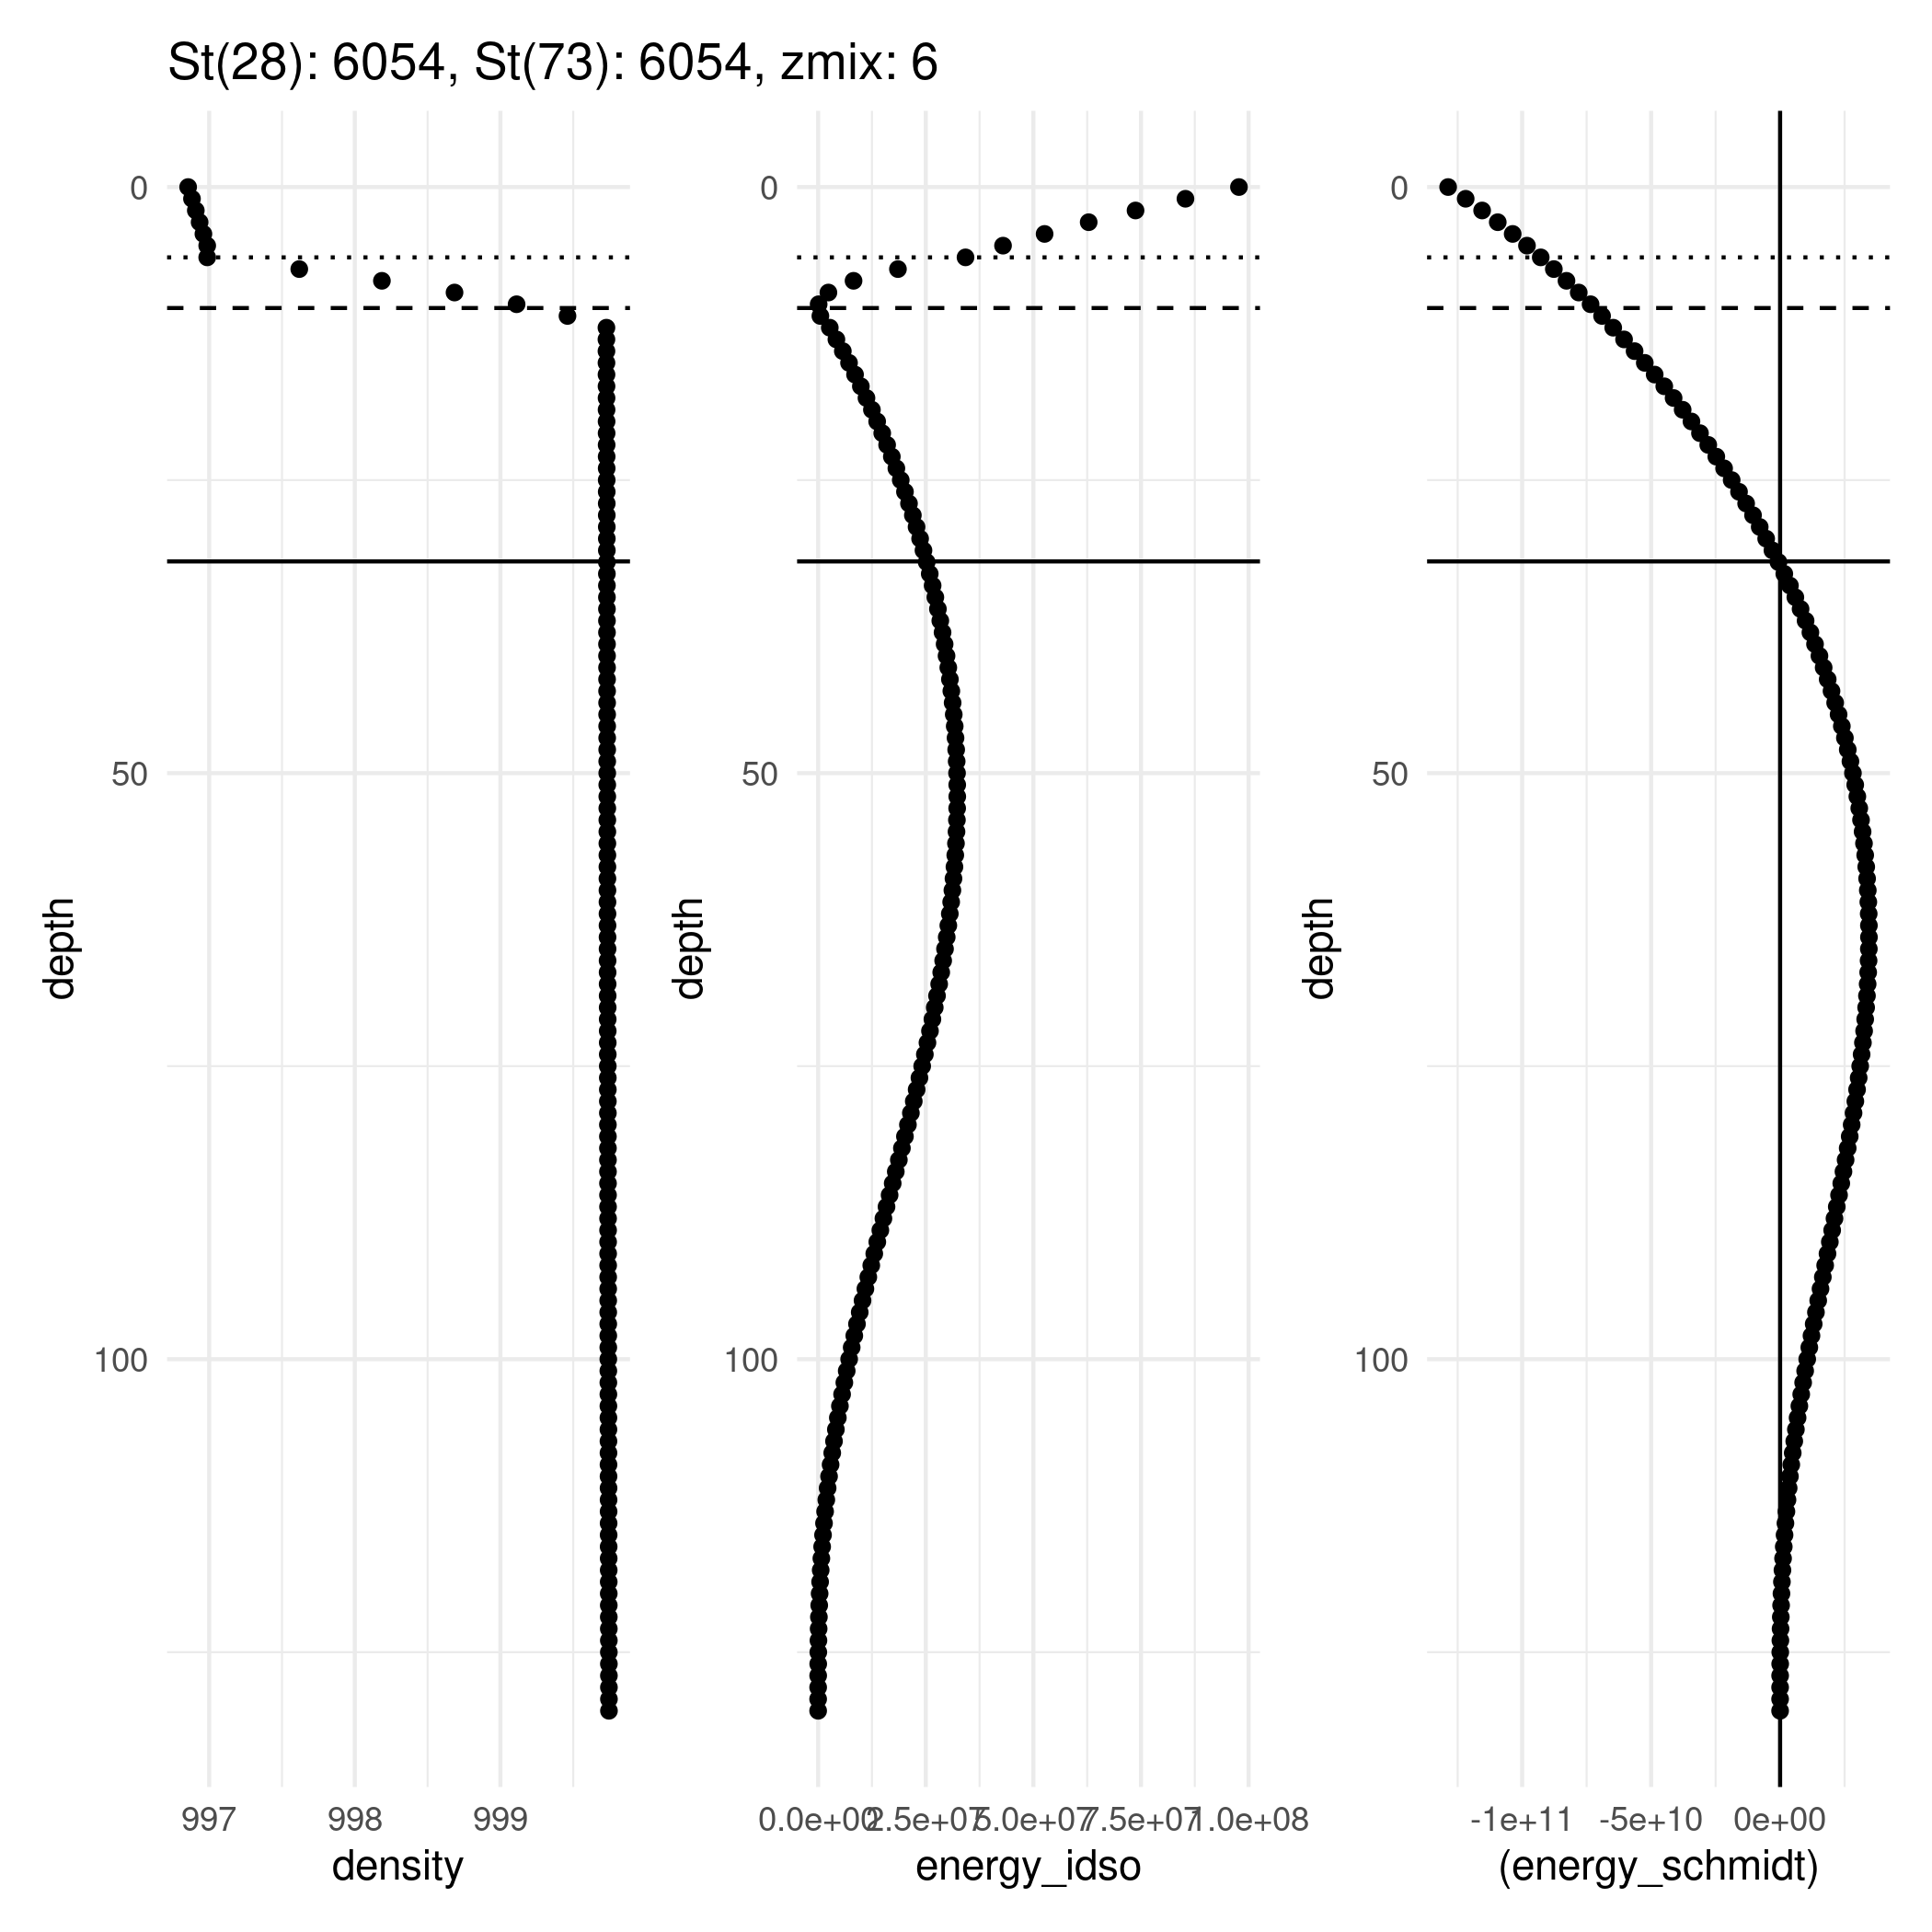 St(28): 6054, St(73): 6054, zmix: 6
depth
0
50
100
997
998
999
density
depth
0
50
100
0.0e+00
2.5e+07
5.0e+07
7.5e+07
1.0e+08
energy_idso
depth
0
50
100
-1e+11
-5e+10
0e+00
(energy_schmidt)